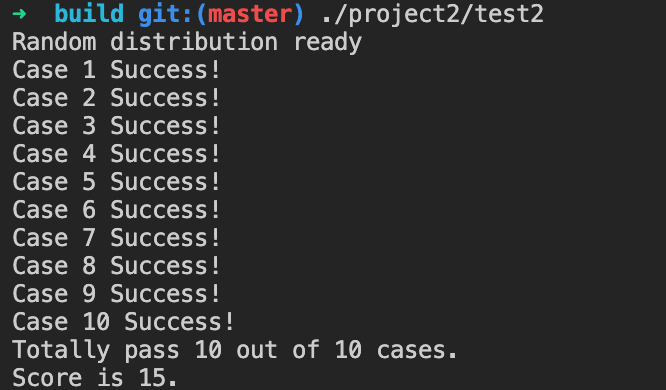 → build git:(master) ./project2/test2
Random distribution ready
Case 1 Success!
Case 2 Success!
Case 3 Success!
Case 4 Success!
Case 5 Success!
Case 6 Success!
Case 7 Success!
Case 8 Success!
Case 9 Success!
Case 10 Success!
Totally pass 10 out of 10 cases.
Score is 15.